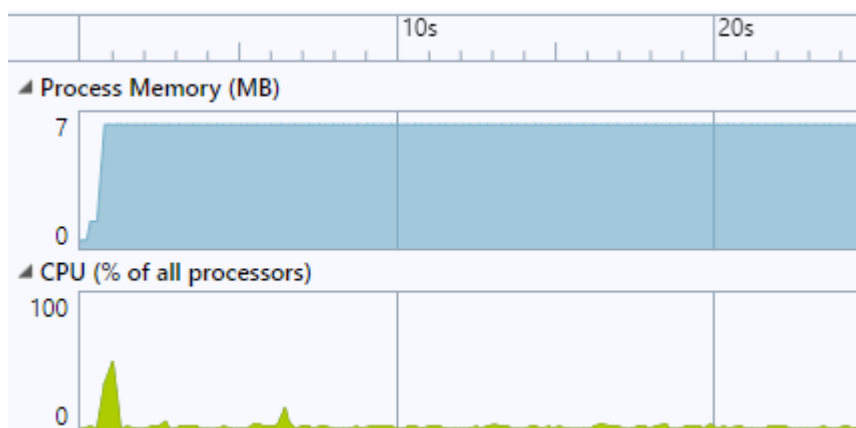 10s 20s
Process Memory (MB)
7
0
CPU (% of all processors)
100
0